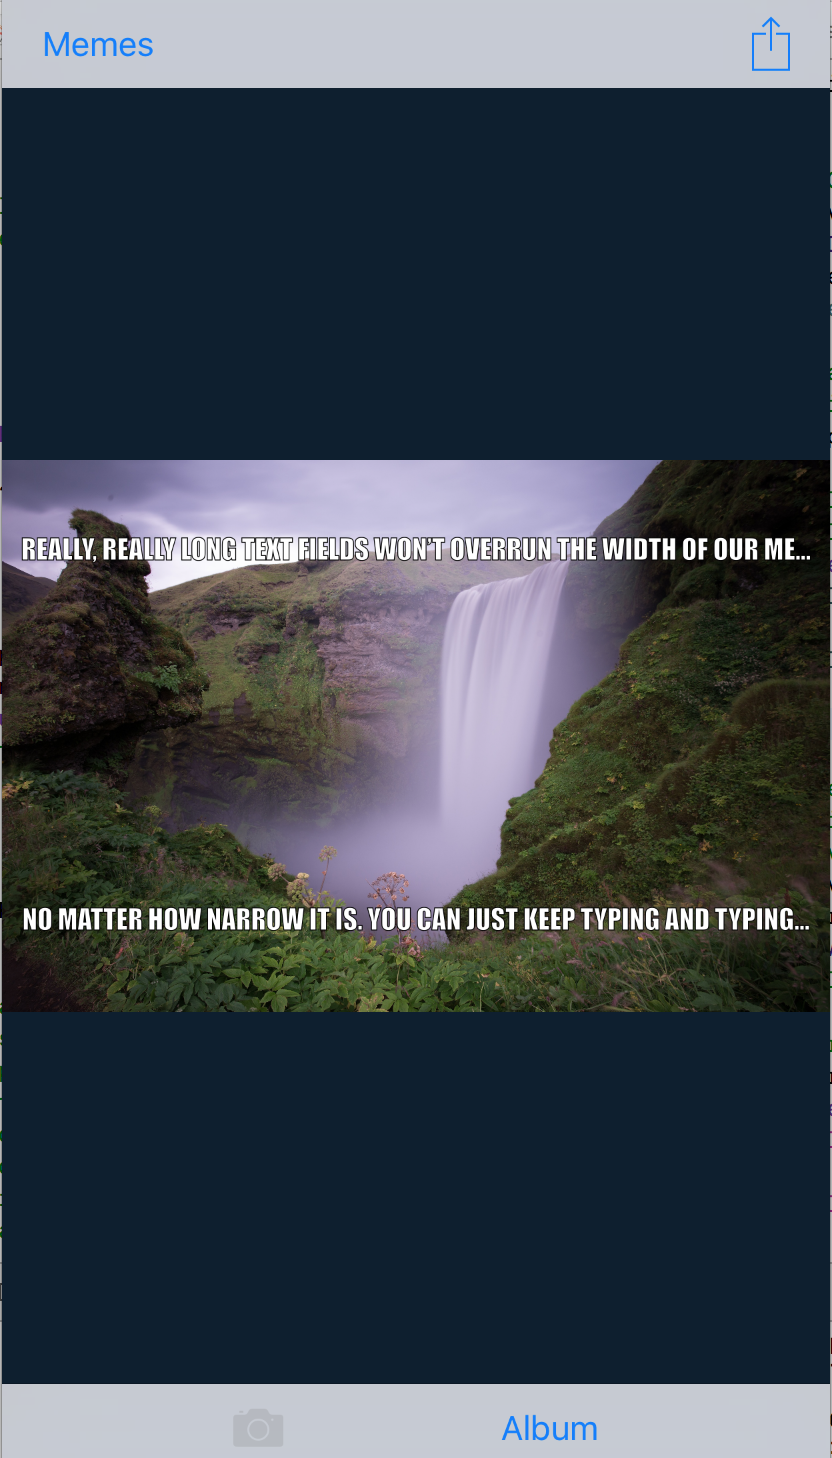 Memes
REALLY, REALLY LONG TEXT FIELDS WON'T OVERRUN THE WIDTH OF OUR ME...
NO MATTER HOW NARROW IT IS. YOU CAN JUST KEEP TYPING AND TYPING...
Album